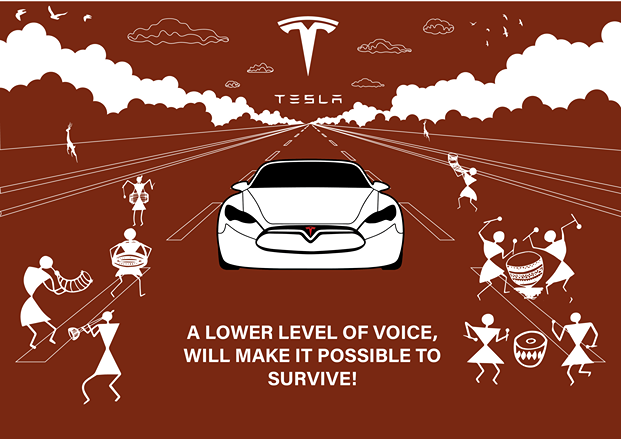 TESLA
A LOWER LEVEL OF VOICE,
WILL MAKE IT POSSIBLE TO
SURVIVE!